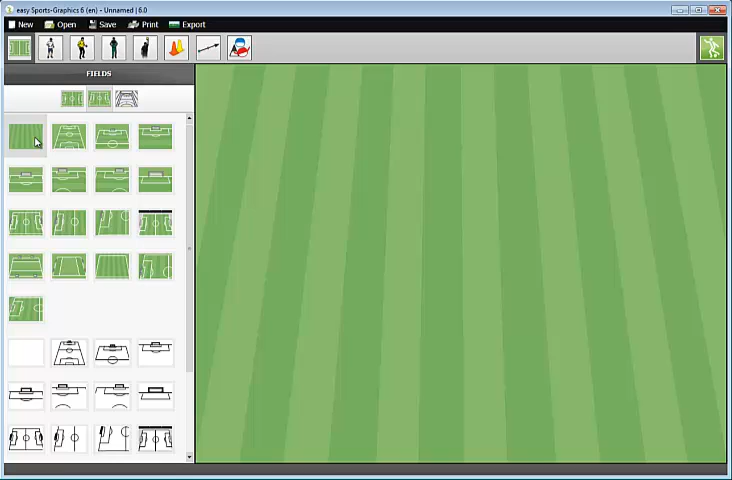 easy Sports-Graphics 6 (en) - Unnamed | 6.0
New Open Save Print Export
FIELDS